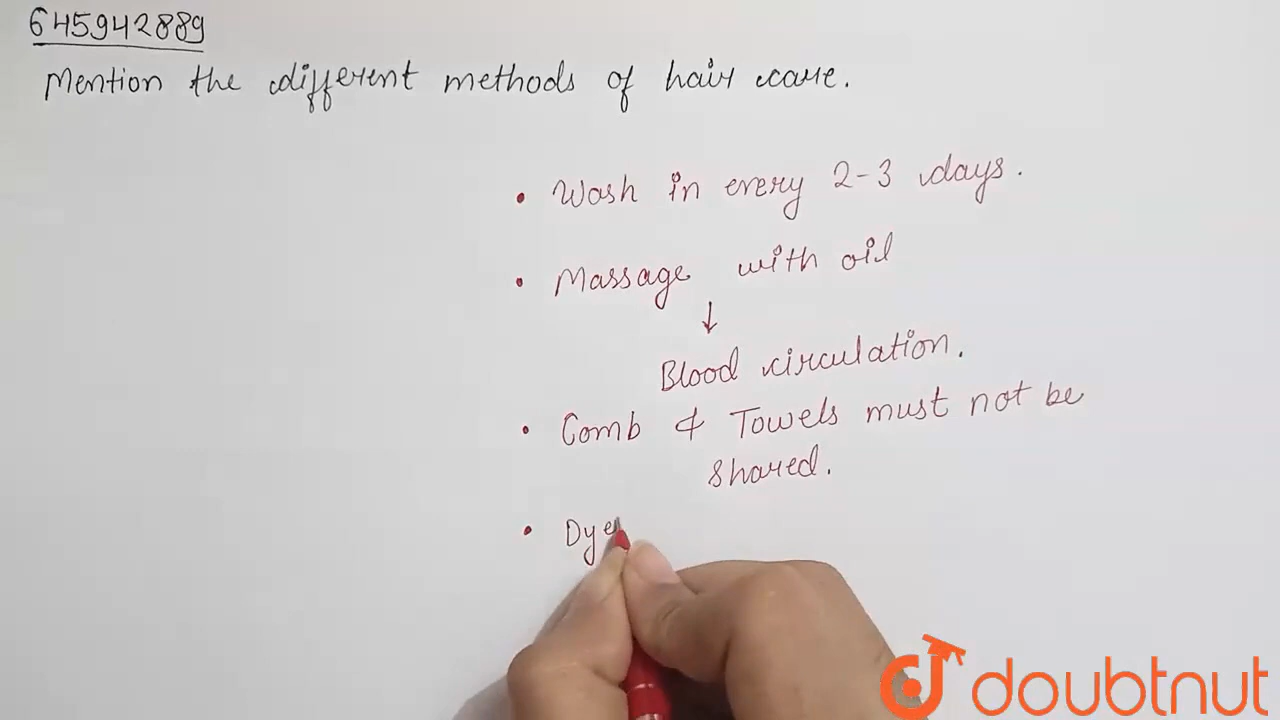 645942889
Mention the different methods of hair care.
• Wash in every 2-3 days.
• Massage with oil
↓
Blood circulation.
• Comb & Towels must not be
shared.
• Dye
doubtnut